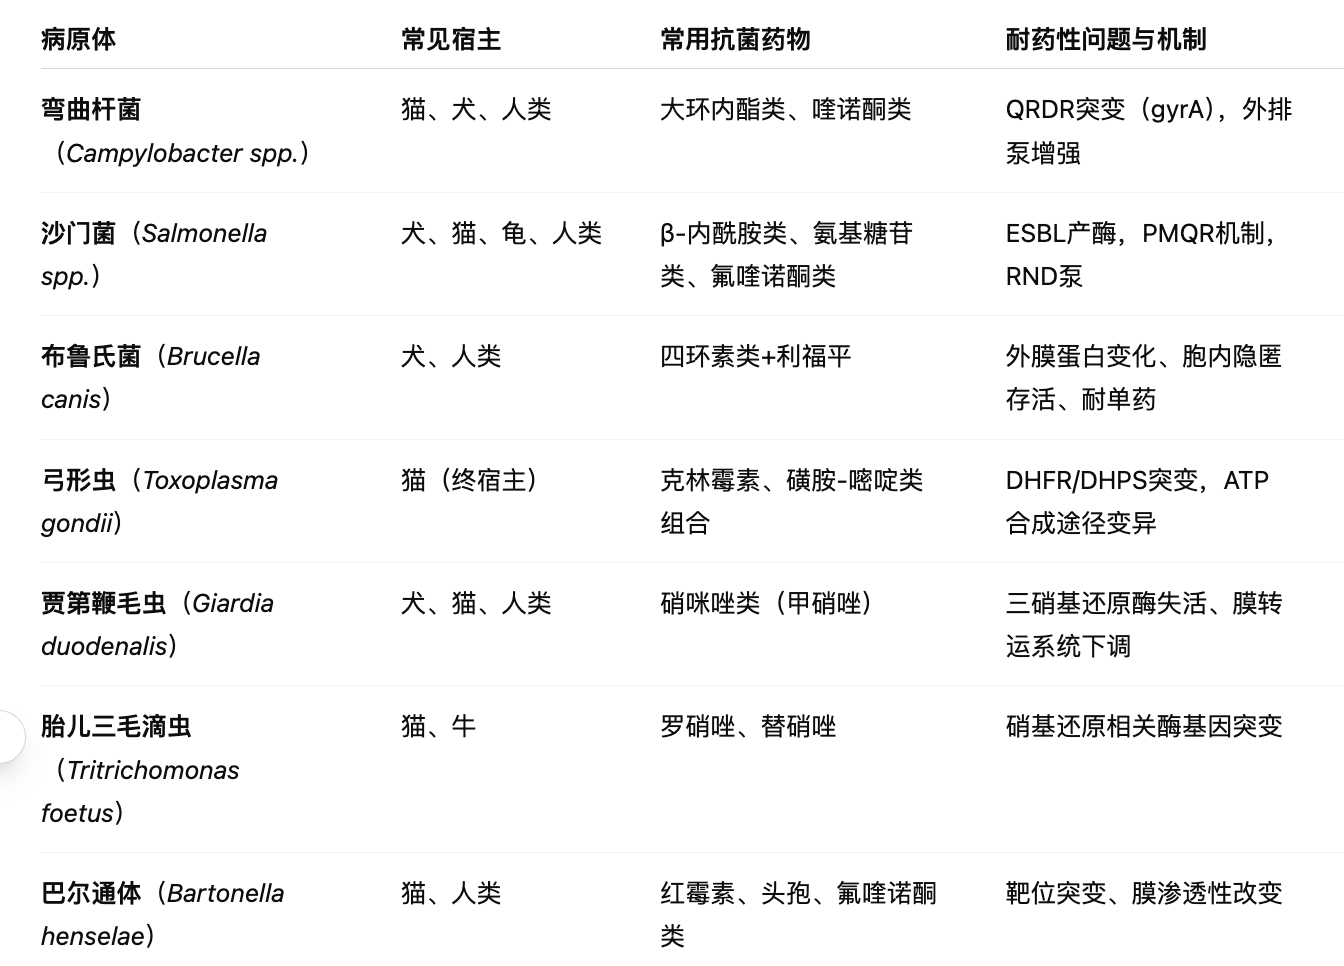 病原体 常见宿主 常用抗菌药物 耐药性问题与机制
弯曲杆菌 猫、犬、人类 大环内酯类、喹诺酮类 QRDR突变（gyrA），外排
（Campylobacter spp.） 泵增强
沙门菌（Salmonella 犬、猫、龟、人类 β-内酰胺类、氨基糖苷 ESBL产酶，PMQR机制，
spp.） 类、氟喹诺酮类 RND泵
布鲁氏菌（Brucella 犬、人类 四环素类+利福平 外膜蛋白变化、胞内隐匿
canis） 存活、耐单药
弓形虫（Toxoplasma 猫（终宿主） 克林霉素、磺胺-嘧啶类 DHFR/DHPS突变，ATP
gondii） 组合 合成途径变异
贾第鞭毛虫（Giardia 犬、猫、人类 硝咪唑类（甲硝唑） 三硝基还原酶失活、膜转
duodenalis） 运系统下调
胎儿三毛滴虫 猫、牛 罗硝唑、替硝唑 硝基还原相关酶基因突变
（Tritrichomonas
foetus）
巴尔通体（Bartonella 猫、人类 红霉素、头孢、氟喹诺酮 靶位突变、膜渗透性改变
henselae） 类